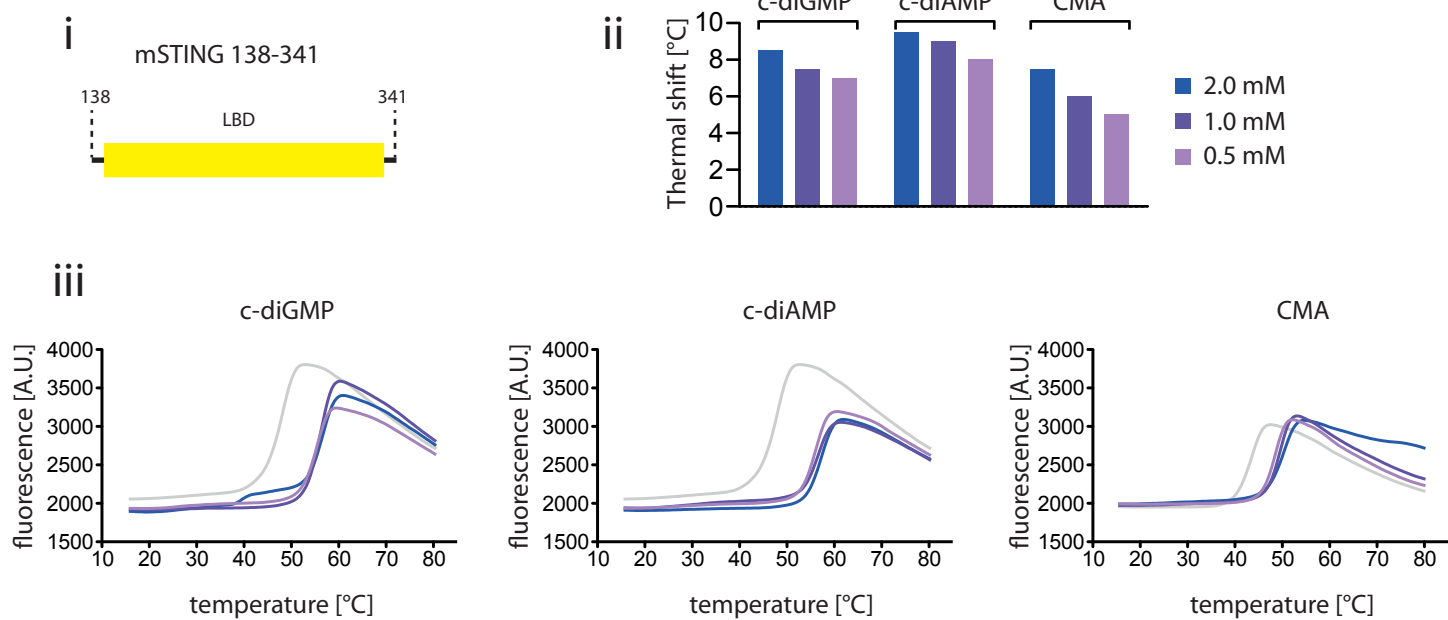 i
mSTING 138-341
138
341
LBD
ii
c-diGMP
c-diAMP
CMA
Thermal shift [°C]
10
8
6
4
2
0
2.0 mM
1.0 mM
0.5 mM
iii
c-diGMP
fluorescence [A.U.]
4000
3500
3000
2500
2000
1500
10 20 30 40 50 60 70 80
temperature [°C]
c-diAMP
fluorescence [A.U.]
4000
3500
3000
2500
2000
1500
10 20 30 40 50 60 70 80
temperature [°C]
CMA
fluorescence [A.U.]
4000
3500
3000
2500
2000
1500
10 20 30 40 50 60 70 80
temperature [°C]